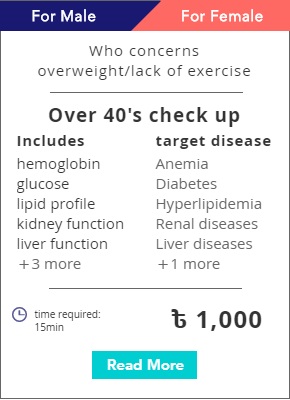 For Male For Female
Who concerns
overweight/lack of exercise
Over 40's check up
Includes target disease
hemoglobin Anemia
glucose Diabetes
lipid profile Hyperlipidemia
kidney function Renal diseases
liver function Liver diseases
+3 more +1 more
time required:
15min
৳ 1,000
Read More